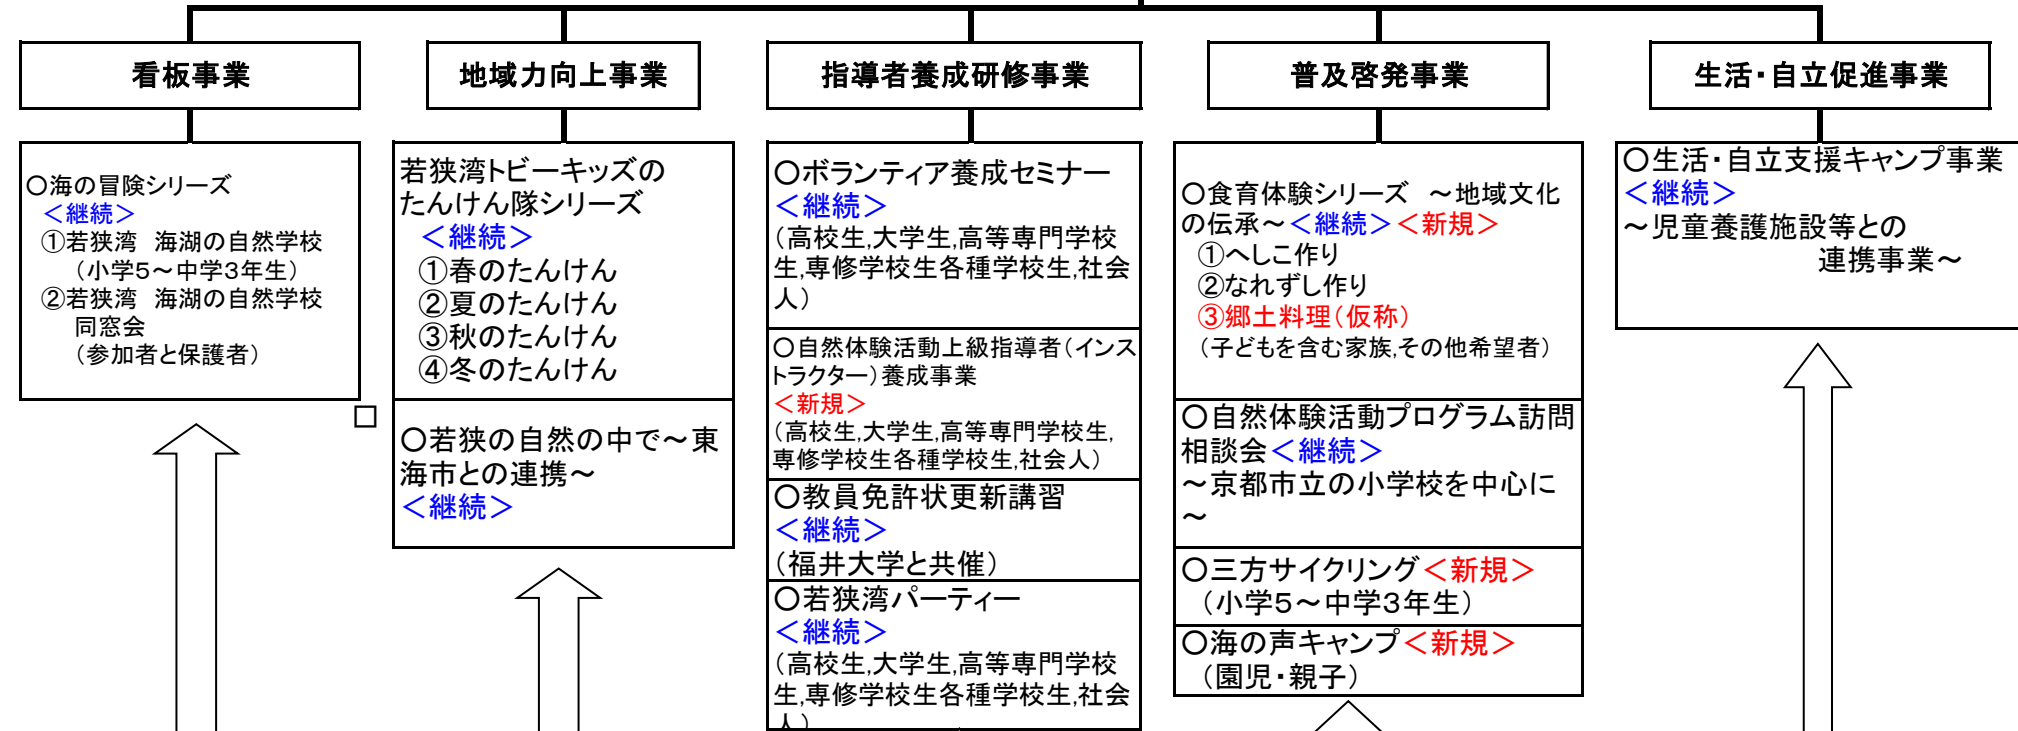 看板事業
○海の冒険シリーズ
＜継続＞
①若狭湾　海湖の自然学校
（小学5～中学3年生）
②若狭湾　海湖の自然学校
同窓会
（参加者と保護者）
地域力向上事業
若狭湾トビーキッズの
たんけん隊シリーズ
＜継続＞
①春のたんけん
②夏のたんけん
③秋のたんけん
④冬のたんけん
○若狭の自然の中で～東
海市との連携～
＜継続＞
指導者養成研修事業
○ボランティア養成セミナー
＜継続＞
（高校生,大学生,高等専門学校
生,専修学校生各種学校生,社会
人）
○自然体験活動上級指導者（インス
トラクター）養成事業
＜新規＞
（高校生,大学生,高等専門学校生,
専修学校生各種学校生,社会人）
○教員免許状更新講習
＜継続＞
（福井大学と共催）
○若狭湾パーティー
＜継続＞
（高校生,大学生,高等専門学校
生,専修学校生各種学校生,社会
人）
普及啓発事業
○食育体験シリーズ　～地域文化
の伝承～＜継続＞＜新規＞
①へしこ作り
②なれずし作り
③郷土料理（仮称）
（子どもを含む家族,その他希望者）
○自然体験活動プログラム訪問
相談会＜継続＞
～京都市立の小学校を中心に
～
○三方サイクリング＜新規＞
（小学5～中学3年生）
○海の声キャンプ＜新規＞
（園児・親子）
生活・自立促進事業
○生活・自立支援キャンプ事業
＜継続＞
～児童養護施設等との
連携事業～